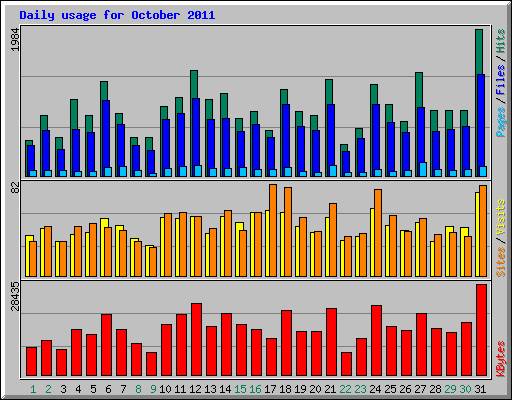 Daily usage for October 2011
1984
Pages / Files / Hits
82
Sites / Visits
28435
KBytes
1 2 3 4 5 6 7 8 9 10 11 12 13 14 15 16 17 18 19 20 21 22 23 24 25 26 27 28 29 30 31